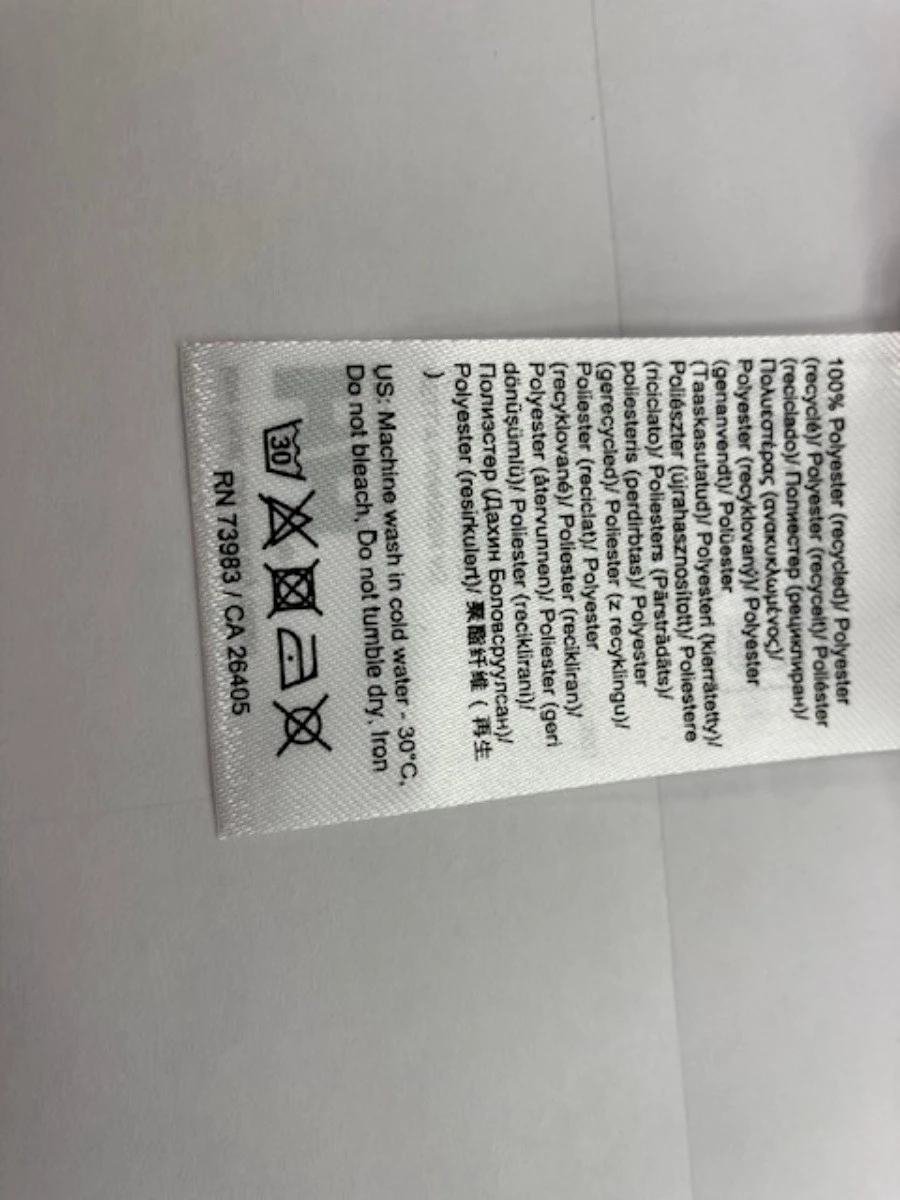 100% Polyester (recycled)/ Polyester
(recyclé)/ Polyester (recycelt)/ Poliéster
(reciclado)/ Полиестер (рециклиран)/
Πολυεστέρας (ανακυκλωμένος)/
Polyester (recyklovaný)/ Polyester
(genanvendt)/ Polüester
(Taaskasutatud)/ Polyesteri (kierrätetty)/
Poliészter (újrahasznosított)/ Poliestere
(riciclato)/ Poliesters (Pārstrādāts)/
poliesteris (perdirbtas)/ Polyester
(gerecycled)/ Poliester (z recyklingu)/
Poliester (reciclat)/ Polyester
(recyklované)/ Poliester (recikliran)/
Polyester (återvunnen)/ Poliester (geri
dönüşümlü)/ Poliester (reciklirani)/
Полиэстер (Дахин Боловсруулсан)/
Polyester (resirkulert)/ 聚酯纤维 ( 再生
)
US: Machine wash in cold water - 30°C,
Do not bleach, Do not tumble dry, Iron
30
RN 73983 / CA 26405